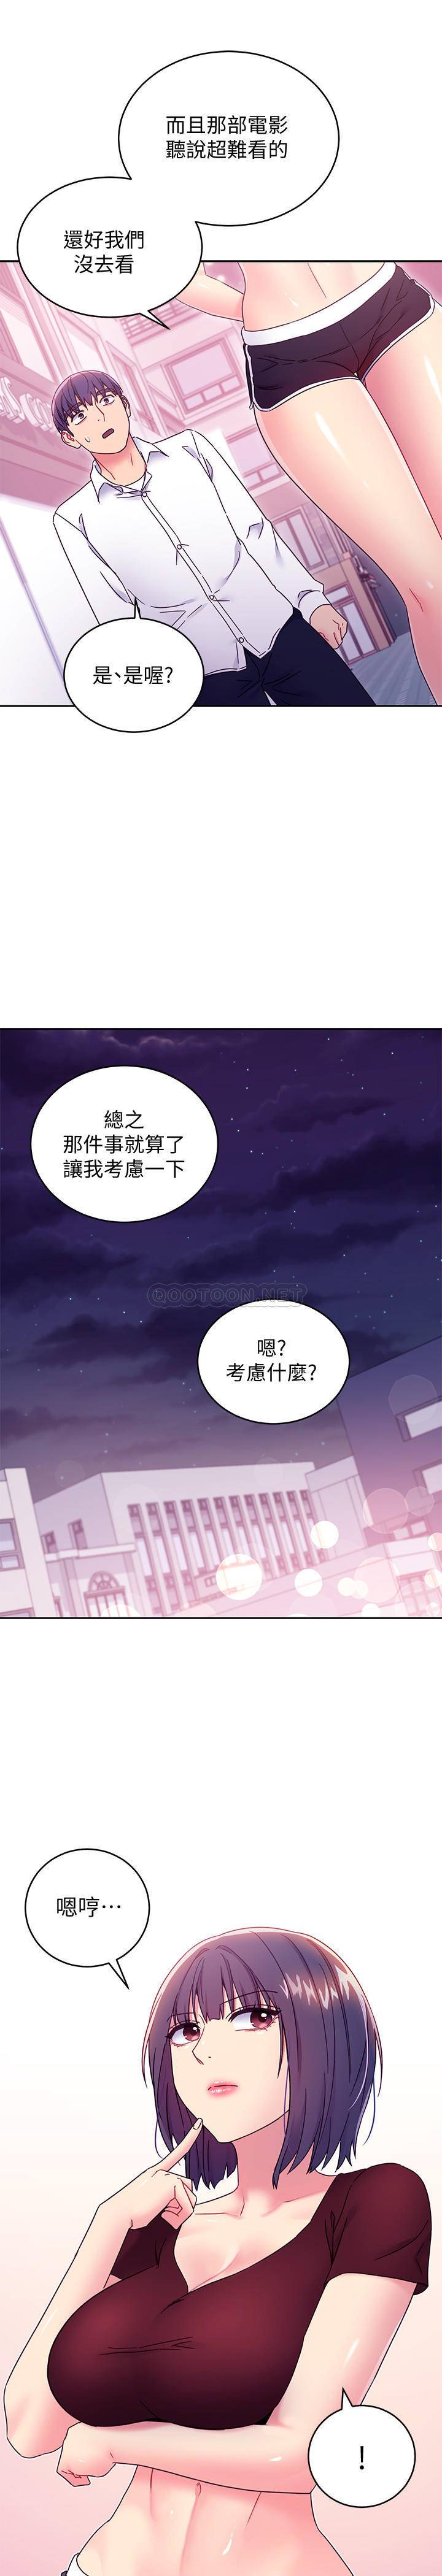 而且那部電影
聽說超難看的
還好我們
沒去看
是、是喔?
總之
那件事就算了
讓我考慮一下
QOOTOON.NET
嗯?
考慮什麼?
嗯哼⋯
!